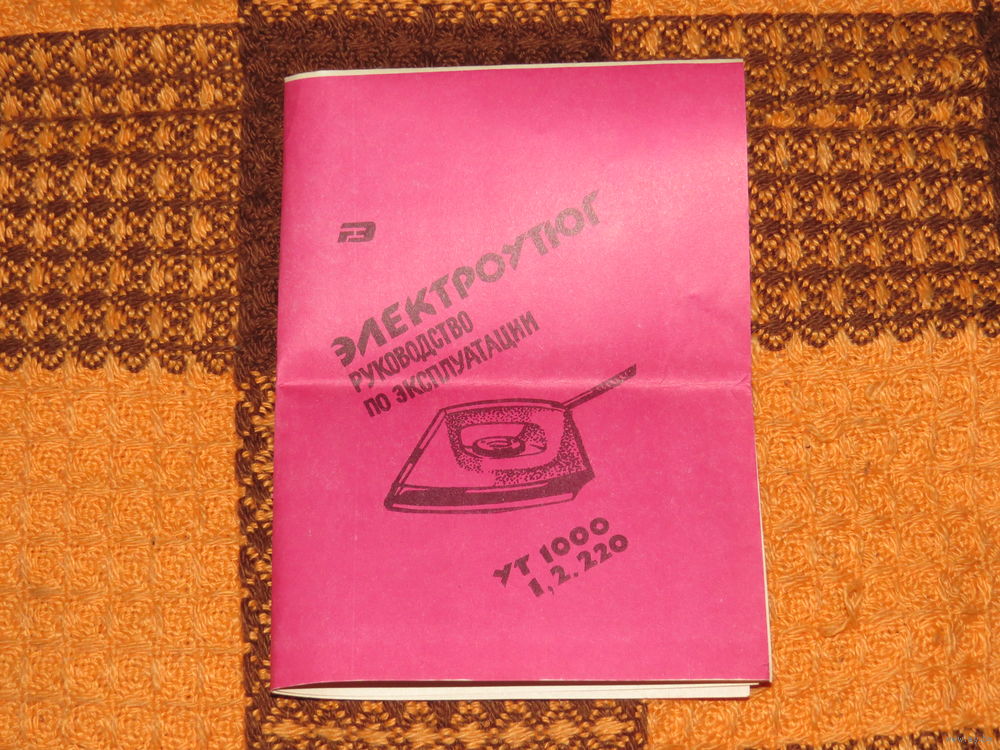 ЭЛЕКТРОУТЮГ
РУКОВОДСТВО
ПО ЭКСПЛУАТАЦИИ
УТ 1000
1,2.220